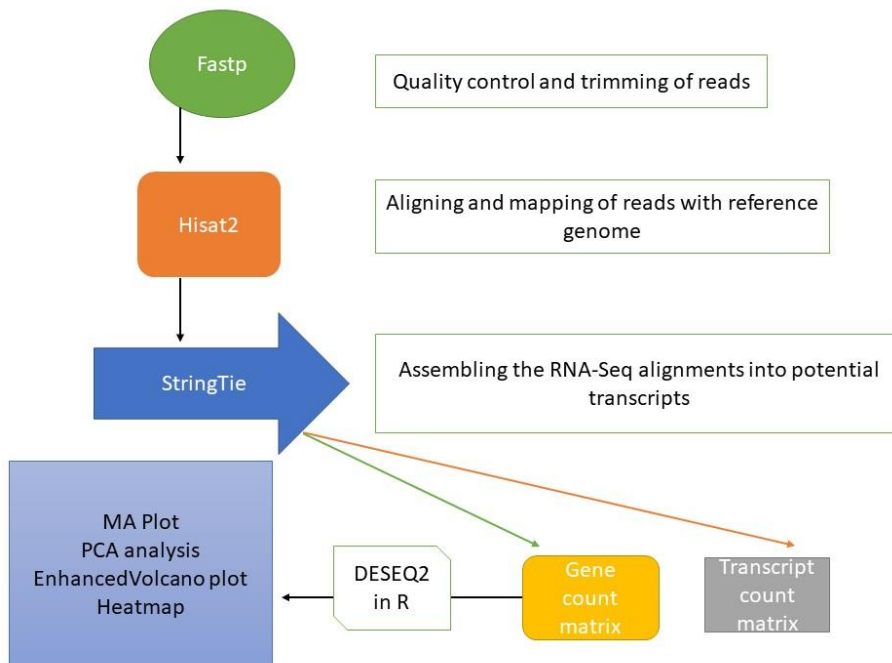 Fastp
Quality control and trimming of reads
Hisat2
Aligning and mapping of reads with reference
genome
StringTie
Assembling the RNA-Seq alignments into potential
transcripts
MA Plot
PCA analysis
EnhancedVolcano plot
Heatmap
DESEQ2
in R
Gene
count
matrix
Transcript
count
matrix